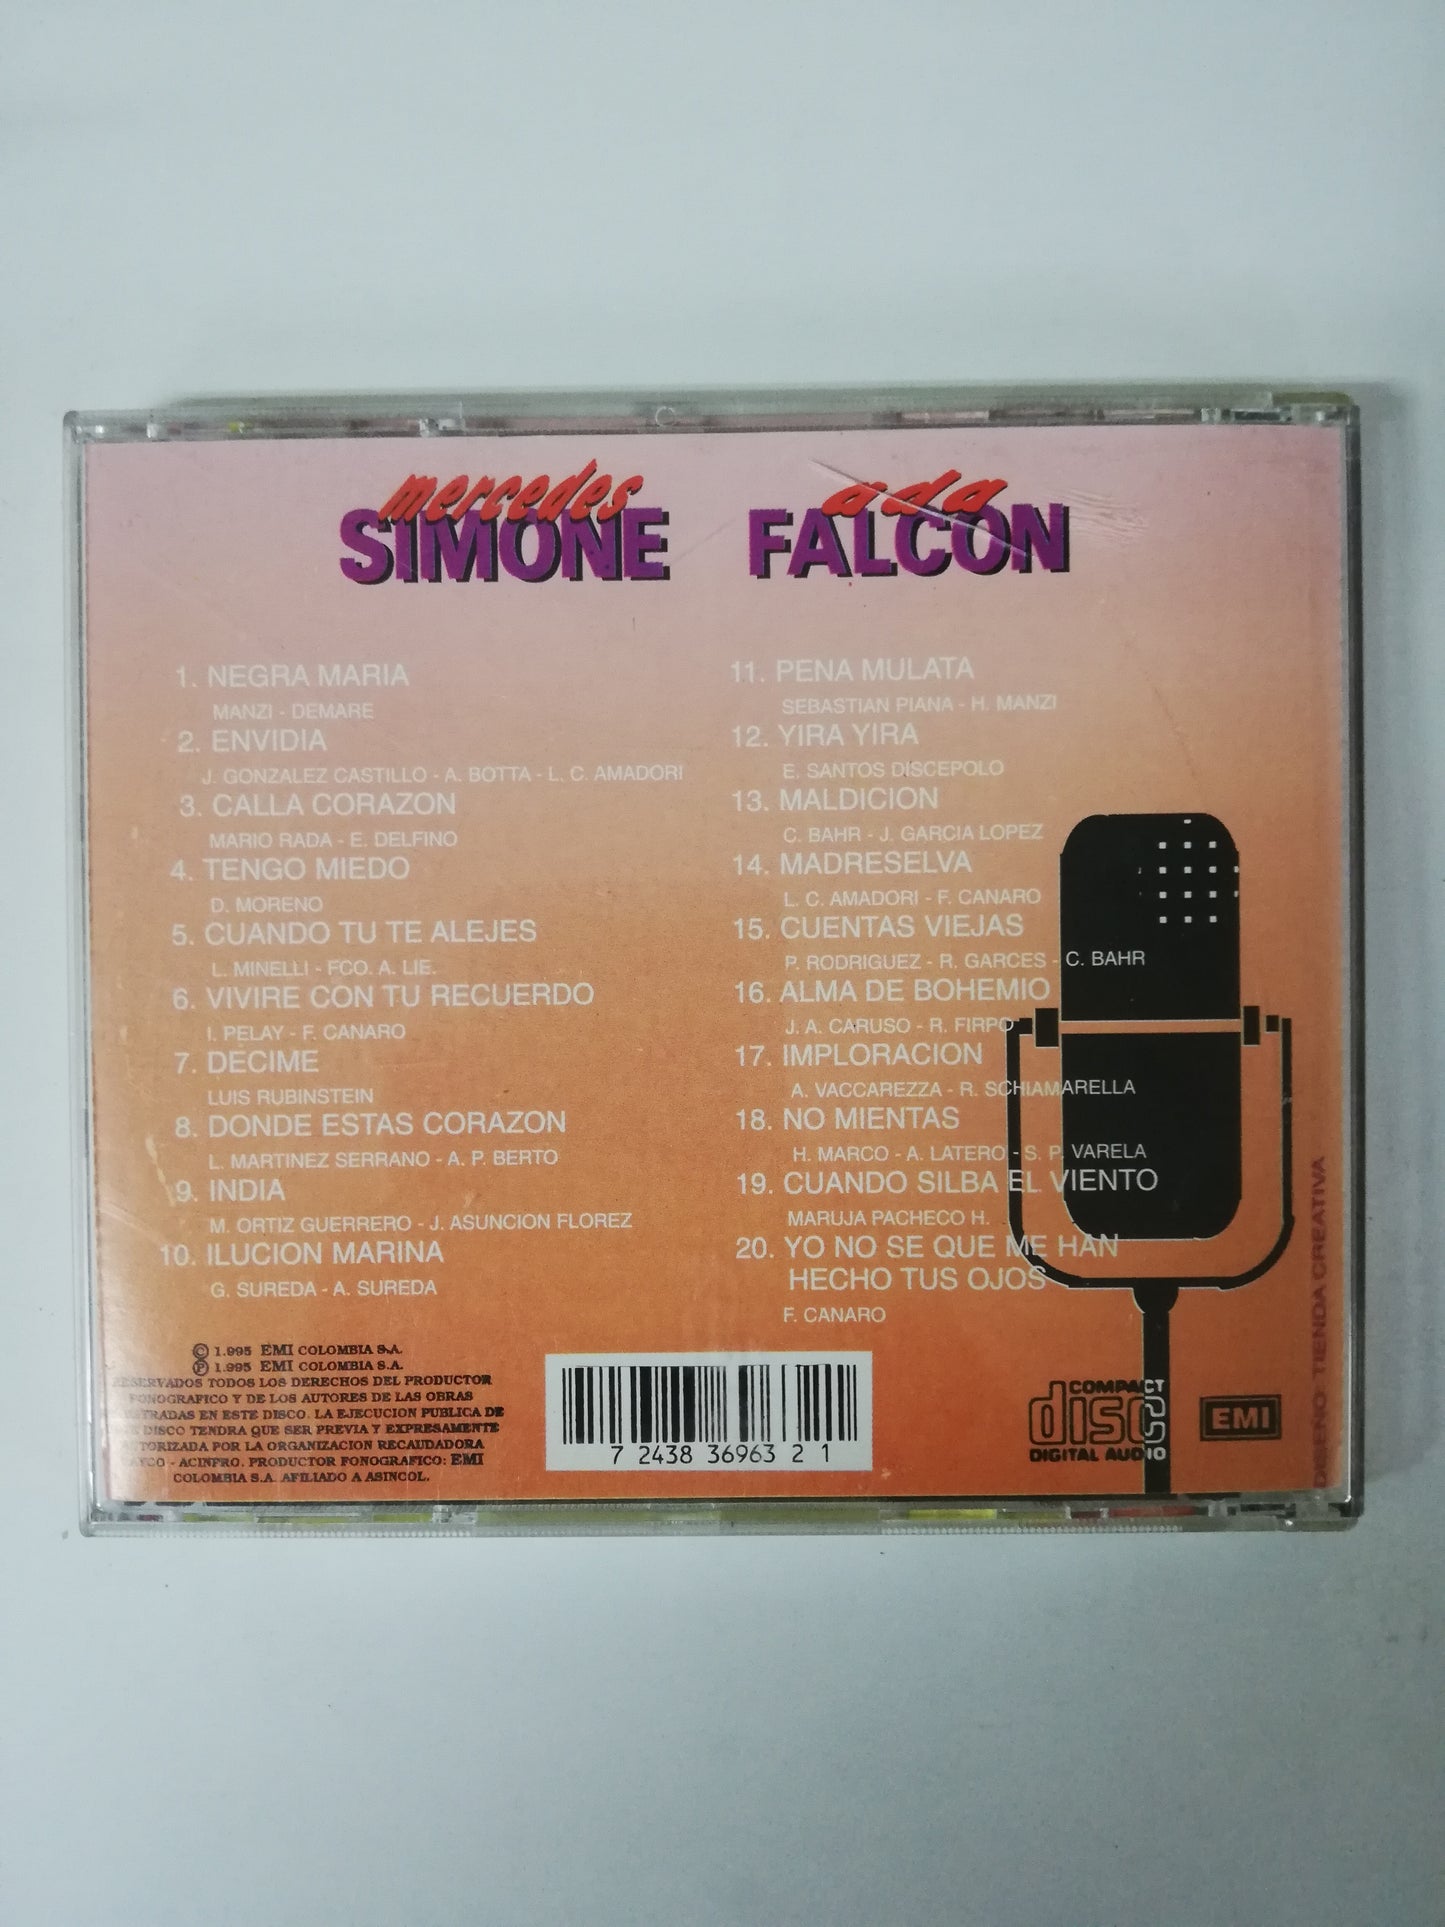 mercedes
SIMONE
ada
FALCON
1. NEGRA MARIA
MANZI - DEMARE
2. ENVIDIA
J. GONZALEZ CASTILLO - A. BOTTA - L. C. AMADORI
3. CALLA CORAZON
MARIO RADA - E. DELFINO
4. TENGO MIEDO
D. MORENO
5. CUANDO TU TE ALEJES
L. MINELLI - FCO. A. LIE.
6. VIVIRE CON TU RECUERDO
I. PELAY - F. CANARO
7. DECIME
LUIS RUBINSTEIN
8. DONDE ESTAS CORAZON
L. MARTINEZ SERRANO - A. P. BERTO
9. INDIA
M. ORTIZ GUERRERO - J. ASUNCION FLOREZ
10. ILUCION MARINA
G. SUREDA - A. SUREDA
11. PENA MULATA
SEBASTIAN PIANA - H. MANZI
12. YIRA YIRA
E. SANTOS DISCEPOLO
13. MALDICION
C. BAHR - J. GARCIA LOPEZ
14. MADRESELVA
L. C. AMADORI - F. CANARO
15. CUENTAS VIEJAS
P. RODRIGUEZ - R. GARCES - C. BAHR
16. ALMA DE BOHEMIO
J. A. CARUSO - R. FIRPO
17. IMPLORACION
A. VACCAREZZA - R. SCHIAMARELLA
18. NO MIENTAS
H. MARCO - A. LATERO - S. P. VARELA
19. CUANDO SILBA EL VIENTO
MARUJA PACHECO H.
20. YO NO SE QUE ME HAN
HECHO TUS OJOS
F. CANARO
© 1.995 EMI COLOMBIA S.A.
℗ 1.995 EMI COLOMBIA S.A.
RESERVADOS TODOS LOS DERECHOS DEL PRODUCTOR
FONOGRAFICO Y DE LOS AUTORES DE LAS OBRAS
EN ESTE DISCO. LA EJECUCION PUBLICA DE
DISCO TENDRA QUE SER PREVIA Y EXPRESAMENTE
POR LA ORGANIZACION RECAUDADORA
- ACINFRO. PRODUCTOR FONOGRAFICO: EMI
COLOMBIA S.A. AFILIADO A ASINCOL.
7 2438 36963 2 1
COMPACT
disc
DIGITAL AUDIO
EMI
DISEÑO: TIENDA CREATIVA